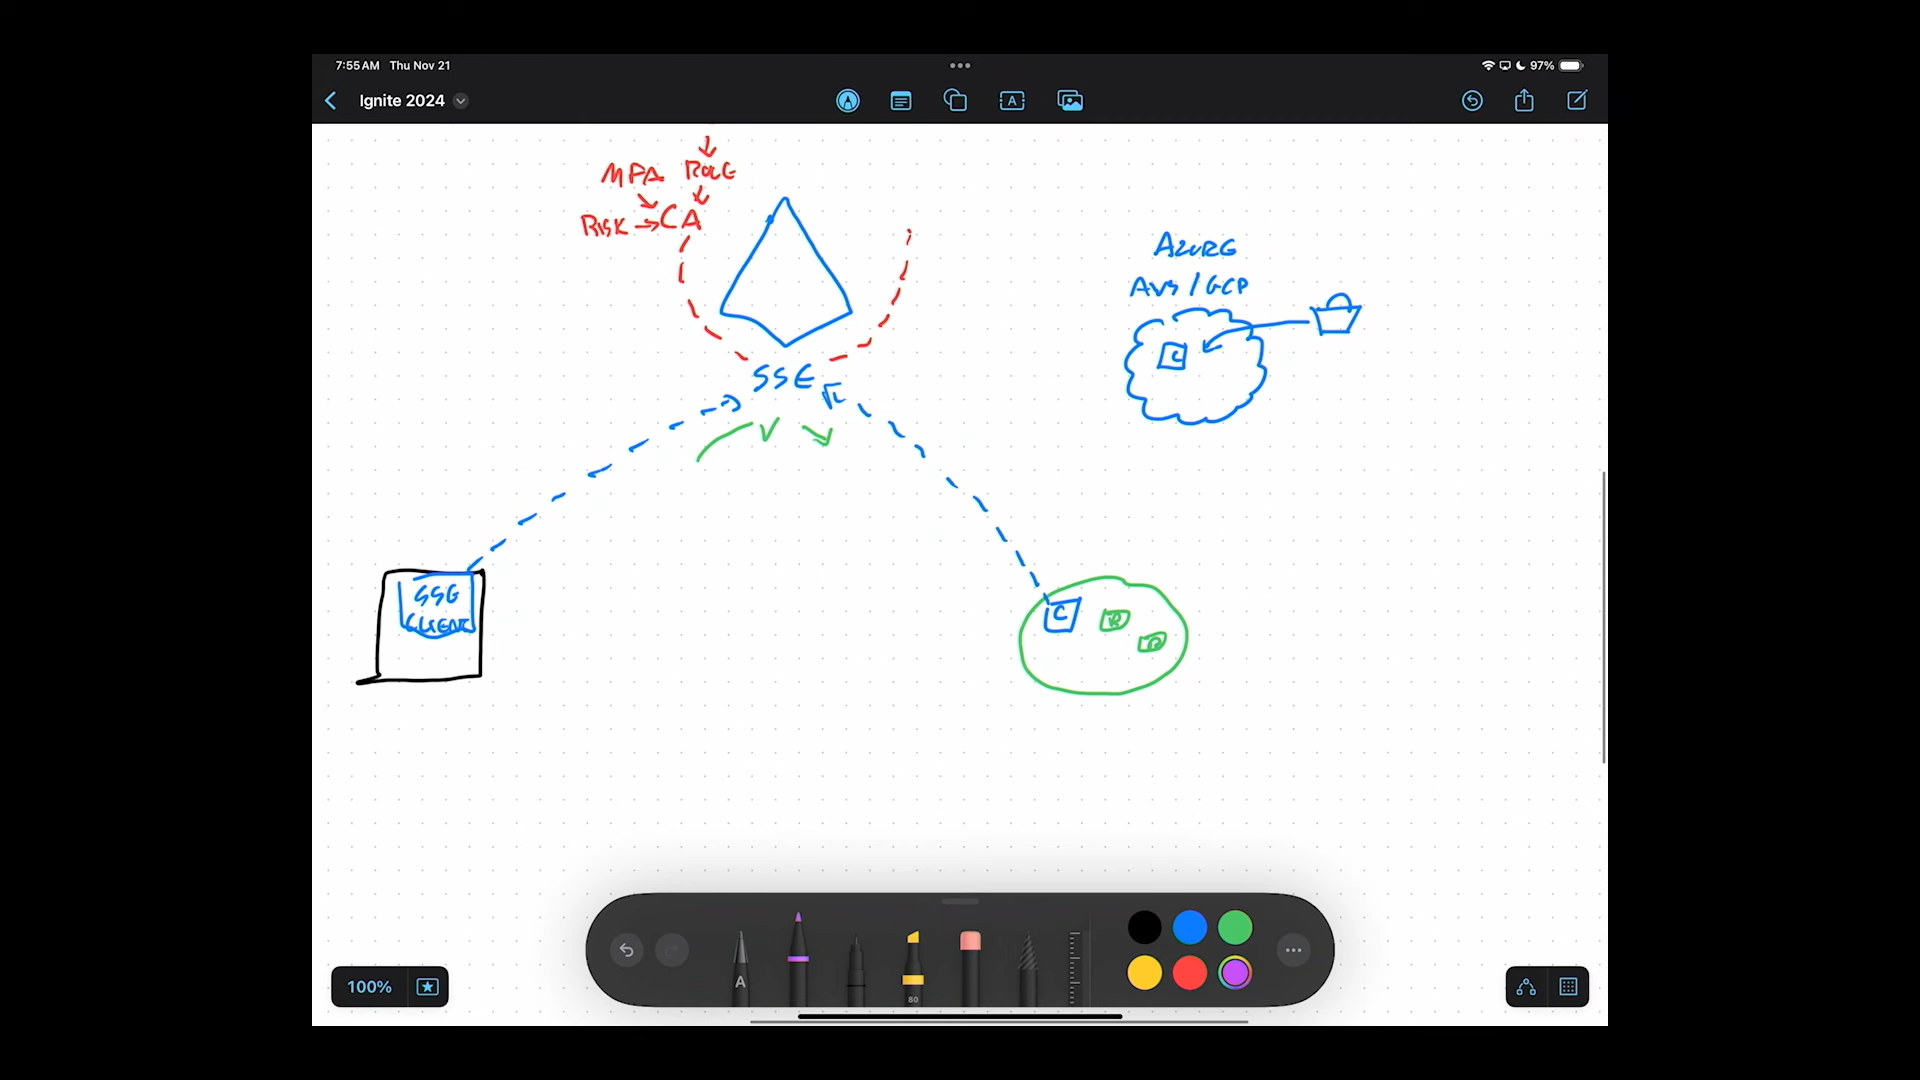 7:55 AM Thu Nov 21
97%
Ignite 2024
A
MFA ROLE
RISK CA
SSE
AZURE
AWS / GCP
C
SSE
CLIENT
C
R
R
A
80
100%